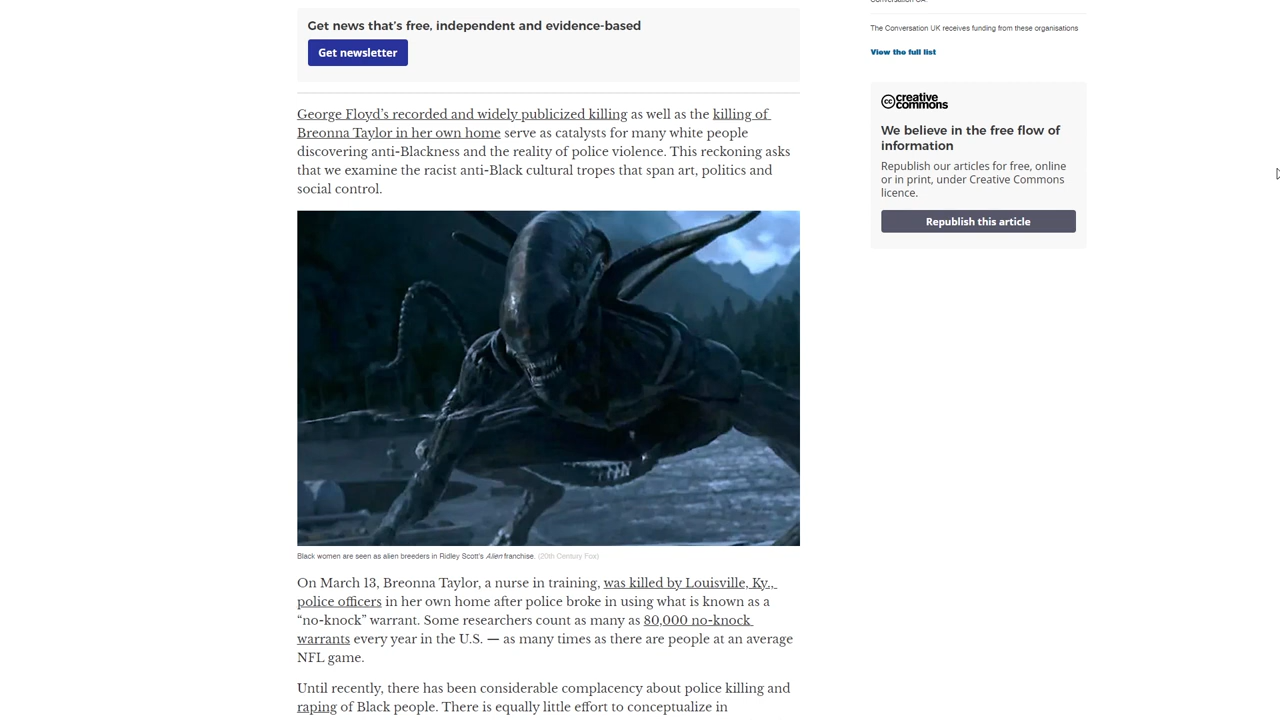 Get news that's free, independent and evidence-based
Get newsletter
George Floyd's recorded and widely publicized killing as well as the killing of
Breonna Taylor in her own home serve as catalysts for many white people
discovering anti-Blackness and the reality of police violence. This reckoning asks
that we examine the racist anti-Black cultural tropes that span art, politics and
social control.
Black women are seen as alien breeders in Ridley Scott's Alien franchise. (20th Century Fox)
On March 13, Breonna Taylor, a nurse in training, was killed by Louisville, Ky.,
police officers in her own home after police broke in using what is known as a
“no-knock” warrant. Some researchers count as many as 80,000 no-knock
warrants every year in the U.S. — as many times as there are people at an average
NFL game.
Until recently, there has been considerable complacency about police killing and
raping of Black people. There is equally little effort to conceptualize in
The Conversation UK receives funding from these organisations
View the full list
creative
commons
We believe in the free flow of
information
Republish our articles for free, online
or in print, under Creative Commons
licence.
Republish this article